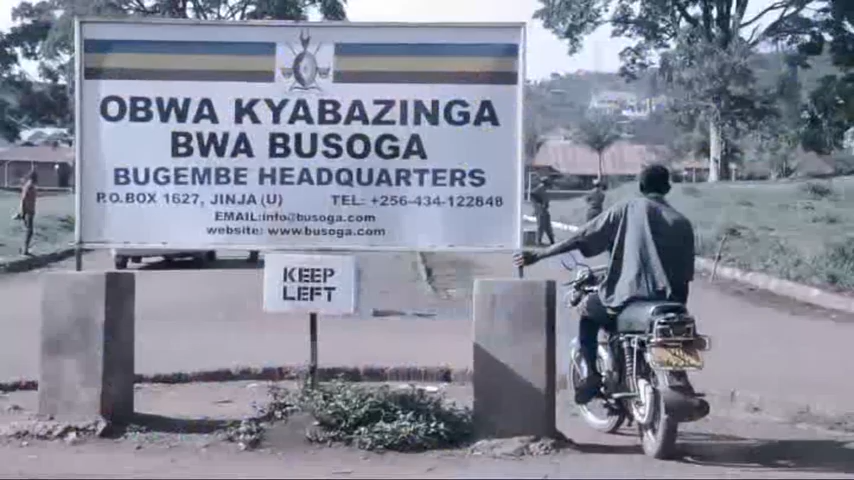 OBWA KYABAZINGA
BWA BUSOGA
BUGEMBE HEADQUARTERS
P.O.BOX 1627, JINJA (U) TEL: +256-434-122848
EMAIL:info@busoga.com
website: www.busoga.com
KEEP
LEFT